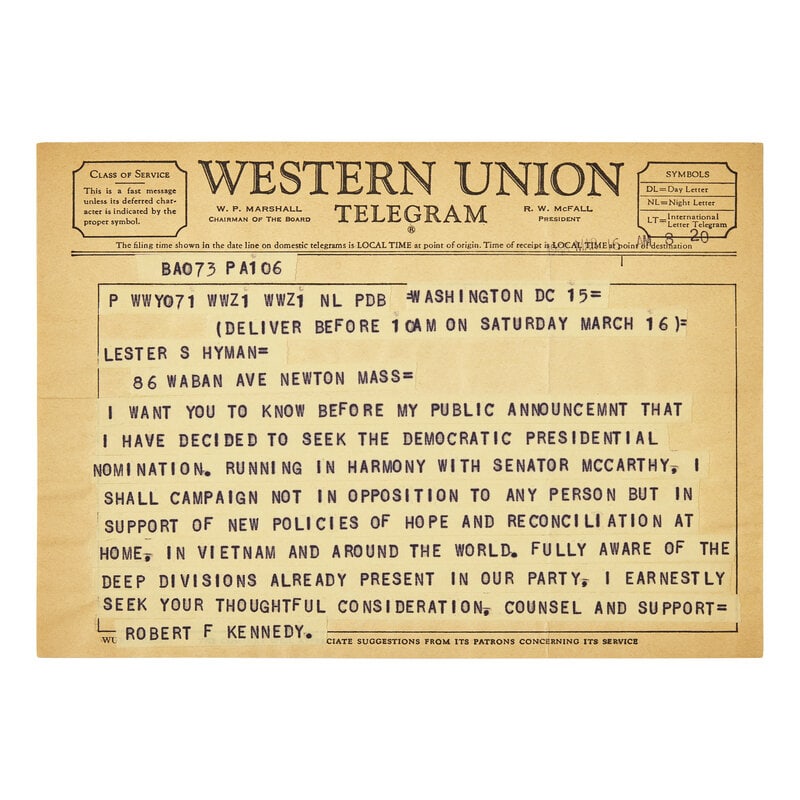 CLASS OF SERVICE
This is a fast message
unless its deferred char-
acter is indicated by the
proper symbol.
WESTERN UNION
W. P. MARSHALL
CHAIRMAN OF THE BOARD
TELEGRAM
®
R. W. McFALL
PRESIDENT
SYMBOLS
DL=Day Letter
NL=Night Letter
LT=International Letter Telegram
The filing time shown in the date line on domestic telegrams is LOCAL TIME at point of origin. Time of receipt is LOCAL TIME at point of destination
AM 8 20
BA073 PA106
P WWY071 WWZ1 WWZ1 NL PDB =WASHINGTON DC 15=
(DELIVER BEFORE 10AM ON SATURDAY MARCH 16)=
LESTER S HYMAN=
86 WABAN AVE NEWTON MASS=
I WANT YOU TO KNOW BEFORE MY PUBLIC ANNOUNCEMNT THAT
I HAVE DECIDED TO SEEK THE DEMOCRATIC PRESIDENTIAL
NOMINATION. RUNNING IN HARMONY WITH SENATOR MCCARTHY, I
SHALL CAMPAIGN NOT IN OPPOSITION TO ANY PERSON BUT IN
SUPPORT OF NEW POLICIES OF HOPE AND RECONCILIATION AT
HOME, IN VIETNAM AND AROUND THE WORLD. FULLY AWARE OF THE
DEEP DIVISIONS ALREADY PRESENT IN OUR PARTY, I EARNESTLY
SEEK YOUR THOUGHTFUL CONSIDERATION, COUNSEL AND SUPPORT=
ROBERT F KENNEDY.
CIATE SUGGESTIONS FROM ITS PATRONS CONCERNING ITS SERVICE